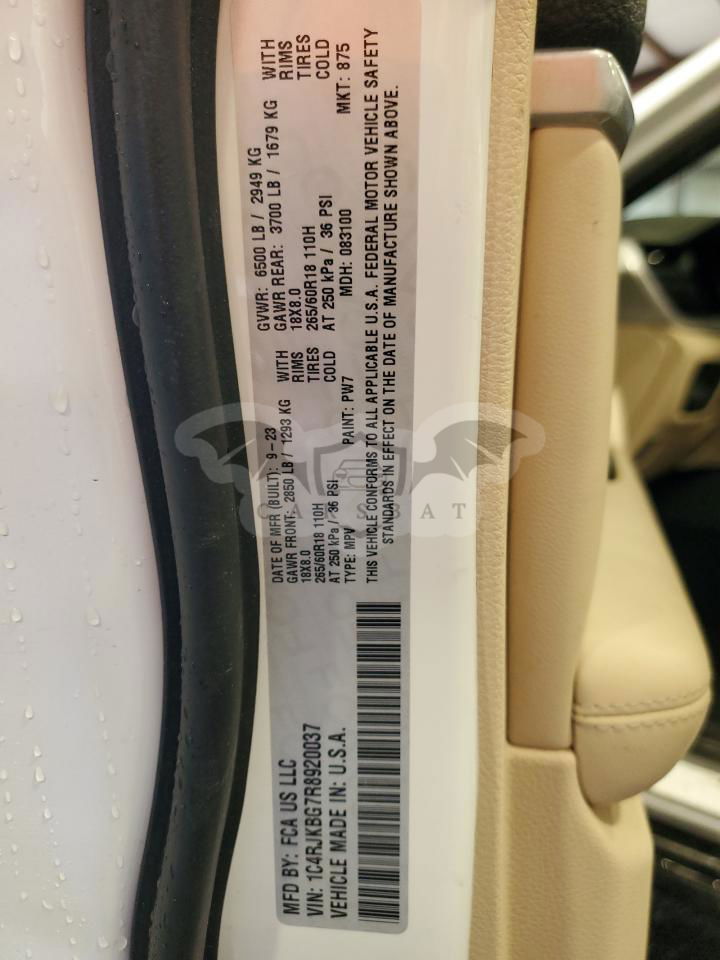 MFD BY: FCA US LLC
VIN: 1C4RJKBG7R8920037
VEHICLE MADE IN: U.S.A.
DATE OF MFR (BUILT): 9-23
GVWR: 6500 LB / 2949 KG
GAWR FRONT: 2850 LB / 1293 KG WITH
GAWR REAR: 3700 LB / 1679 KG WITH
18X8.0 RIMS
18X8.0 RIMS
265/60R18 110H TIRES
265/60R18 110H TIRES
AT 250 kPa / 36 PSI COLD
AT 250 kPa / 36 PSI COLD
TYPE: MPV PAINT: PW7 MDH: 083100 MKT: 875
THIS VEHICLE CONFORMS TO ALL APPLICABLE U.S.A. FEDERAL MOTOR VEHICLE SAFETY
STANDARDS IN EFFECT ON THE DATE OF MANUFACTURE SHOWN ABOVE.
CARSBAT